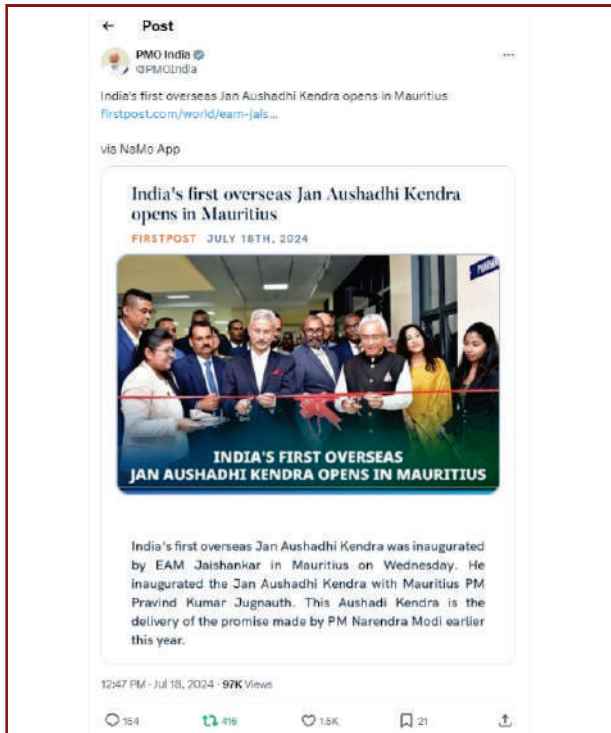 ← Post
PMO India
@PMOIndia
India's first overseas Jan Aushadhi Kendra opens in Mauritius
firstpost.com/world/eam-jais...
via NaMo App
India's first overseas Jan Aushadhi Kendra
opens in Mauritius
FIRSTPOST JULY 18TH, 2024
INDIA'S FIRST OVERSEAS
JAN AUSHADHI KENDRA OPENS IN MAURITIUS
India's first overseas Jan Aushadhi Kendra was inaugurated
by EAM Jaishankar in Mauritius on Wednesday. He
inaugurated the Jan Aushadhi Kendra with Mauritius PM
Pravind Kumar Jugnauth. This Aushadi Kendra is the
delivery of the promise made by PM Narendra Modi earlier
this year.
12:47 PM · Jul 18, 2024 · 97K Views
154 416 1.5K 21